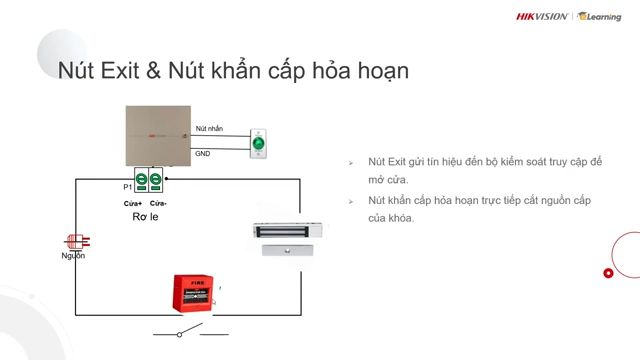 HIKVISION | eLearning
Nút Exit & Nút khẩn cấp hỏa hoạn
Nút nhấn
GND
P1
Cửa+ Cửa-
Rơ le
Nguồn
FIRE
Nút Exit gửi tín hiệu đến bộ kiểm soát truy cập để
mở cửa.
Nút khẩn cấp hỏa hoạn trực tiếp cắt nguồn cấp
của khóa.